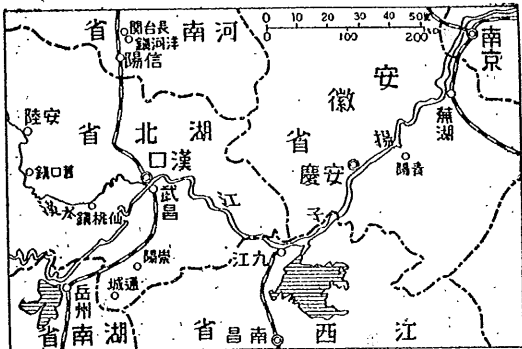 0 10 20 30 40 50
0 100 200
河南省
長台関
洋河鎮
信陽
安徽省
南京
蕪湖
青陽
安慶
揚子江
湖北省
安陸
舊口鎮
漢口
武昌
仙桃鎮
崇陽
通城
岳州
九江
南昌
江西省
湖南省